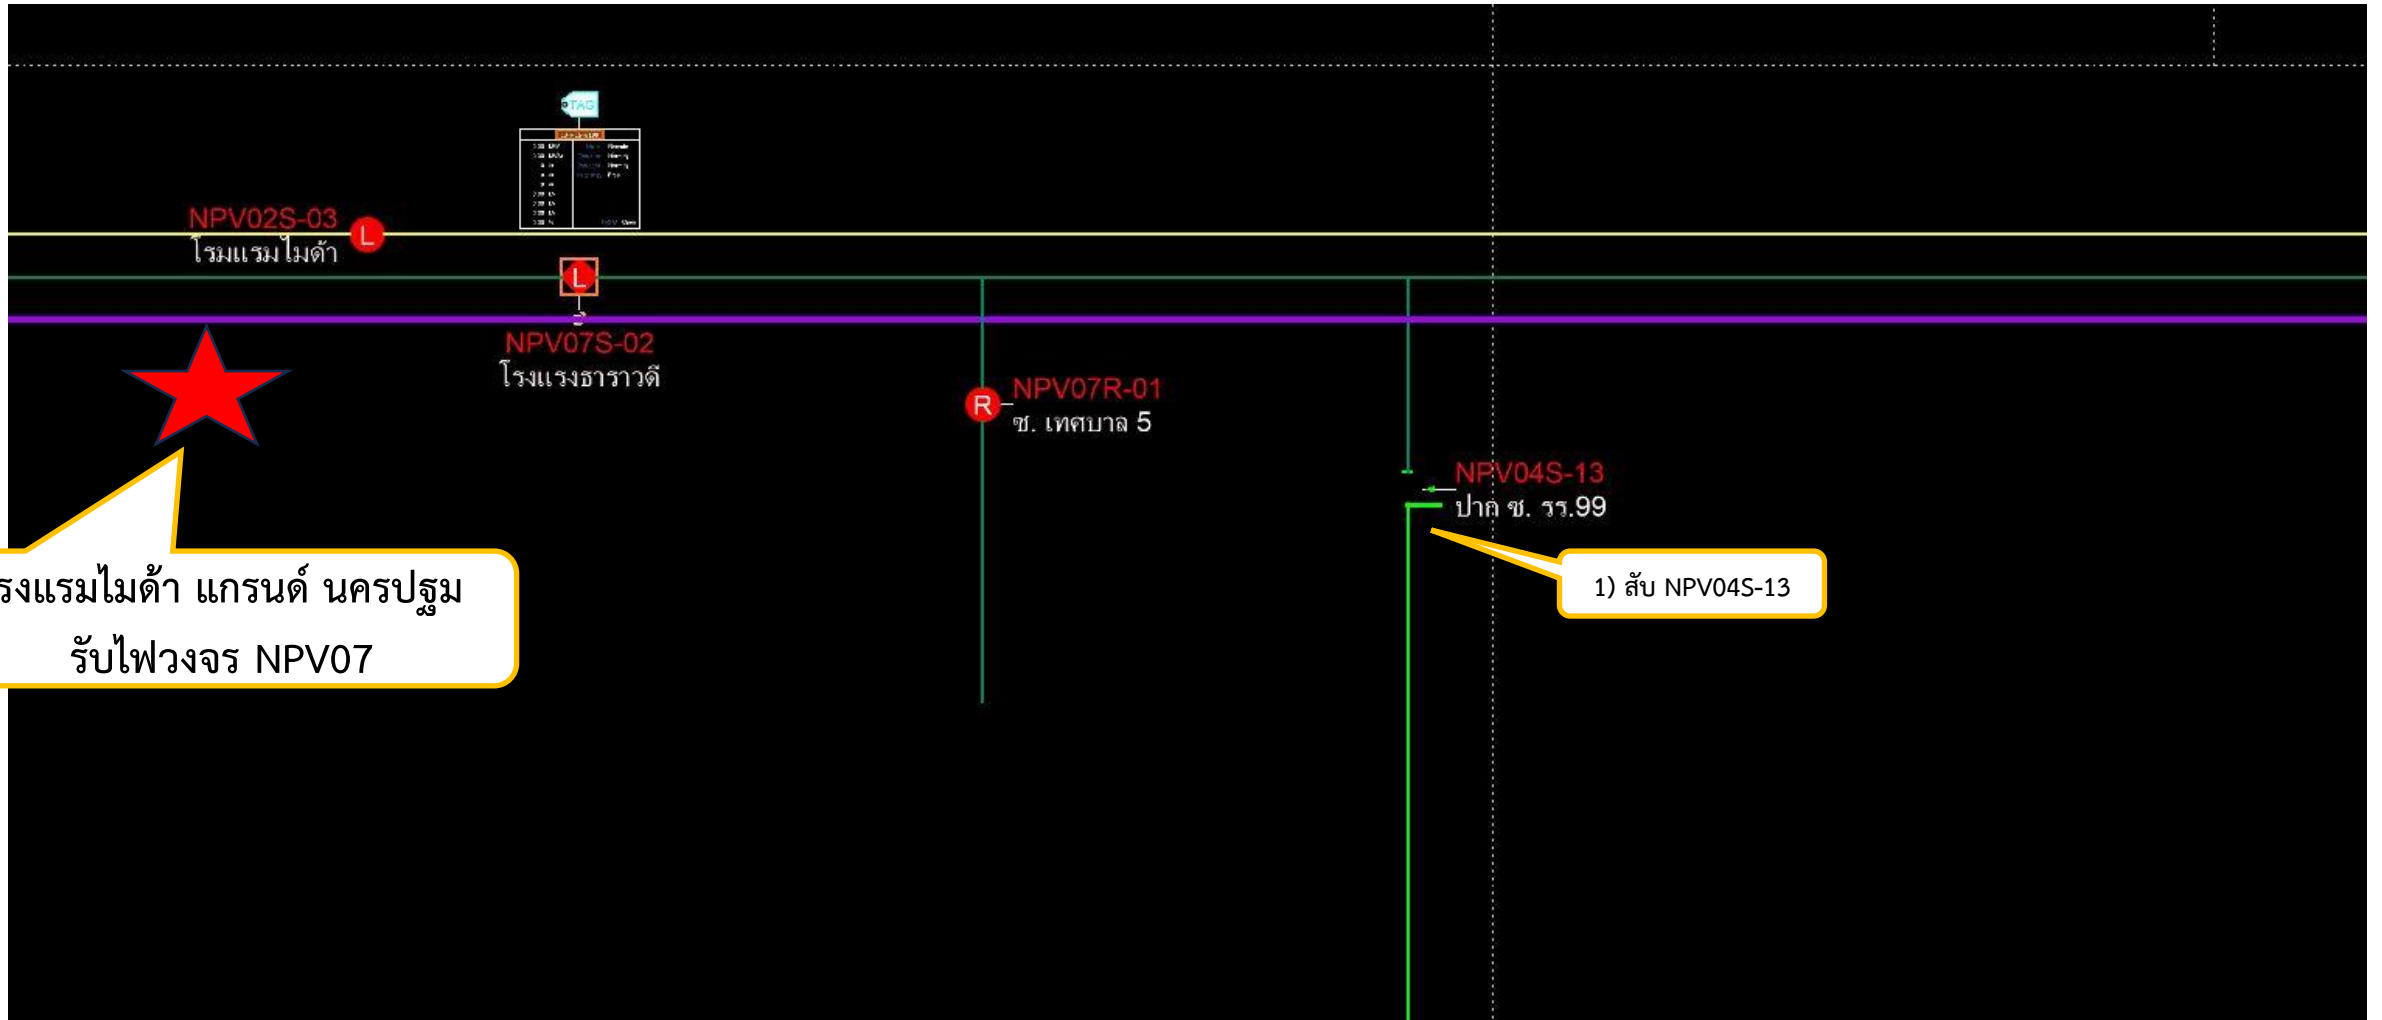 TAG
NPV02S-03
L
โรมแรมไมด้า
L
NPV07S-02
โรงแรงธาราวดี
R
NPV07R-01
ซ. เทศบาล 5
NPV04S-13
ปาก ซ. รร.99
รงแรมไมด้า แกรนด์ นครปฐม
รับไฟวงจร NPV07
1) สับ NPV04S-13